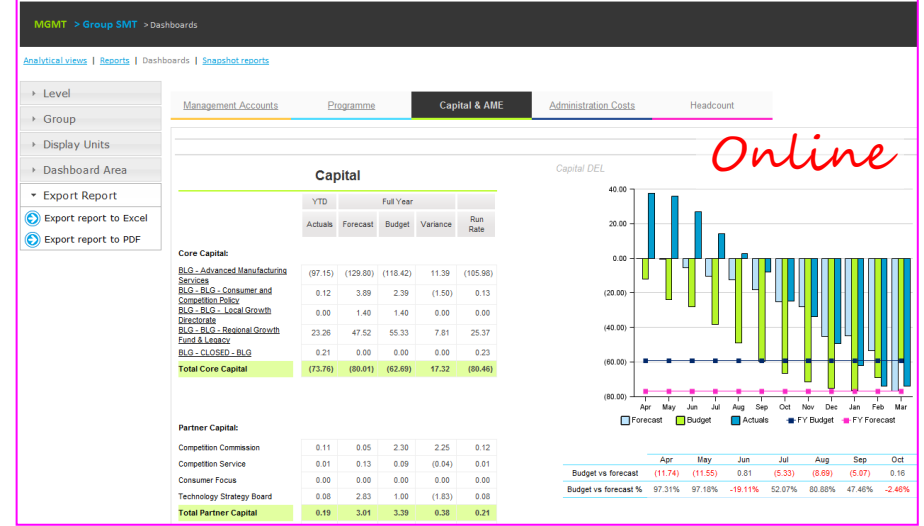 MGMT > Group SMT > Dashboards
Analytical views | Reports | Dashboards | Snapshot reports
Level
Group
Display Units
Dashboard Area
Export Report
Export report to Excel
Export report to PDF
Management Accounts Programme Capital & AME Administration Costs Headcount
Online
Capital
YTD Full Year
Actuals Forecast Budget Variance Run Rate
Core Capital:
BLG - Advanced Manufacturing Services (97.15) (129.80) (118.42) 11.39 (105.98)
BLG - BLG - Consumer and Competition Policy 0.12 3.89 2.39 (1.50) 0.13
BLG - BLG - Local Growth Directorate 0.00 1.40 1.40 0.00 0.00
BLG - BLG - Regional Growth Fund & Legacy 23.26 47.52 55.33 7.81 25.37
BLG - CLOSED - BLG 0.21 0.00 0.00 0.00 0.23
Total Core Capital (73.76) (80.01) (62.69) 17.32 (80.46)
Partner Capital:
Competition Commission 0.11 0.05 2.30 2.25 0.12
Competition Service 0.01 0.13 0.09 (0.04) 0.01
Consumer Focus 0.00 0.00 0.00 0.00 0.00
Technology Strategy Board 0.08 2.83 1.00 (1.83) 0.08
Total Partner Capital 0.19 3.01 3.39 0.38 0.21
Capital DEL
40.00
20.00
0.00
(20.00)
(40.00)
(60.00)
(80.00)
Apr May Jun Jul Aug Sep Oct Nov Dec Jan Feb Mar
Forecast Budget Actuals FY Budget FY Forecast
Apr May Jun Jul Aug Sep Oct
Budget vs forecast (11.74) (11.55) 0.81 (5.33) (8.69) (5.07) 0.16
Budget vs forecast % 97.31% 97.18% -19.11% 52.07% 80.88% 47.46% -2.46%